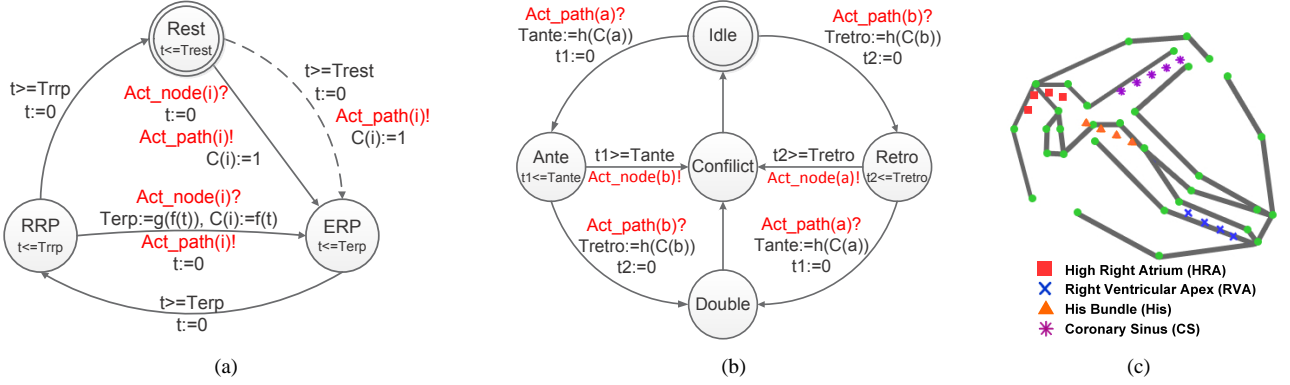 Rest
t<=Trest
t>=Trrp
t:=0
t>=Trest
t:=0
Act_path(i)!
C(i):=1
Act_node(i)?
t:=0
Act_path(i)!
C(i):=1
Act_node(i)?
Terp:=g(f(t)), C(i):=f(t)
Act_path(i)!
t:=0
RRP
t<=Trrp
ERP
t<=Terp
t>=Terp
t:=0
(a)
Act_path(a)?
Tante:=h(C(a))
t1:=0
Idle
Act_path(b)?
Tretro:=h(C(b))
t2:=0
Ante
t1<=Tante
t1>=Tante
Act_node(b)!
Confilict
t2>=Tretro
Act_node(a)!
Retro
t2<=Tretro
Act_path(b)?
Tretro:=h(C(b))
t2:=0
Act_path(a)?
Tante:=h(C(a))
t1:=0
Double
(b)
High Right Atrium (HRA)
Right Ventricular Apex (RVA)
His Bundle (His)
Coronary Sinus (CS)
(c)